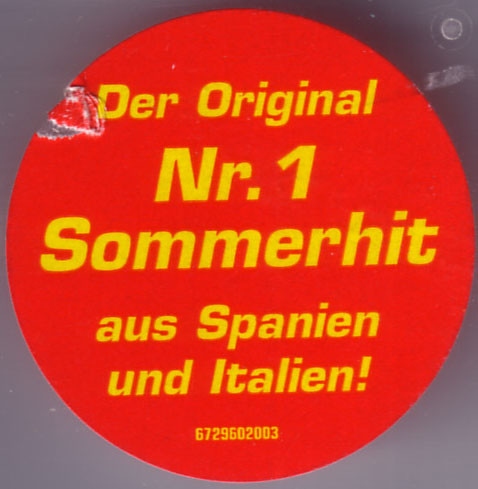 Der Original
Nr.1
Sommerhit
aus Spanien
und Italien!
6729602003